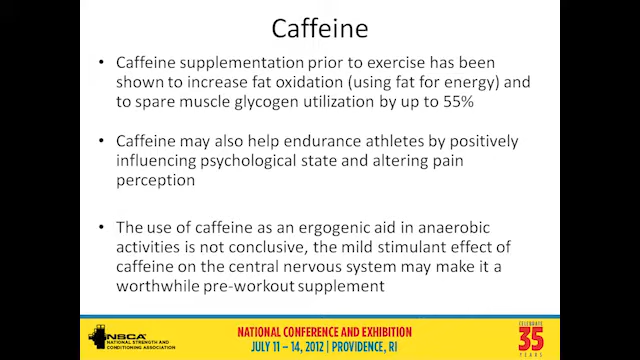 Caffeine
• Caffeine supplementation prior to exercise has been
shown to increase fat oxidation (using fat for energy) and
to spare muscle glycogen utilization by up to 55%
• Caffeine may also help endurance athletes by positively
influencing psychological state and altering pain
perception
• The use of caffeine as an ergogenic aid in anaerobic
activities is not conclusive, the mild stimulant effect of
caffeine on the central nervous system may make it a
worthwhile pre-workout supplement
NSCA
NATIONAL STRENGTH AND
CONDITIONING ASSOCIATION
NATIONAL CONFERENCE AND EXHIBITION
JULY 11 – 14, 2012 | PROVIDENCE, RI
CELEBRATE
35
YEARS